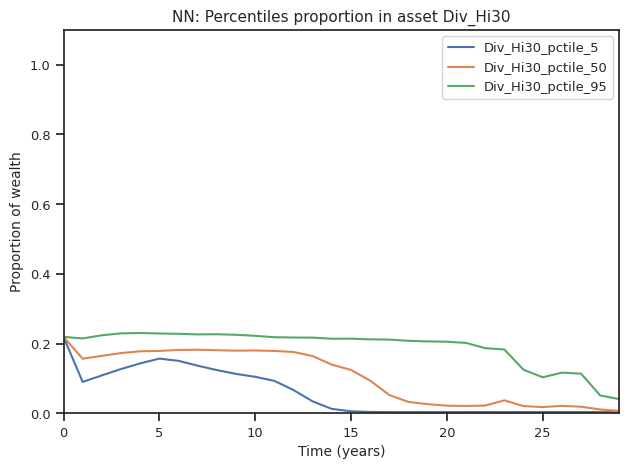 NN: Percentiles proportion in asset Div_Hi30
Div_Hi30_pctile_5
Div_Hi30_pctile_50
Div_Hi30_pctile_95
Proportion of wealth
1.0
0.8
0.6
0.4
0.2
0.0
0 5 10 15 20 25
Time (years)